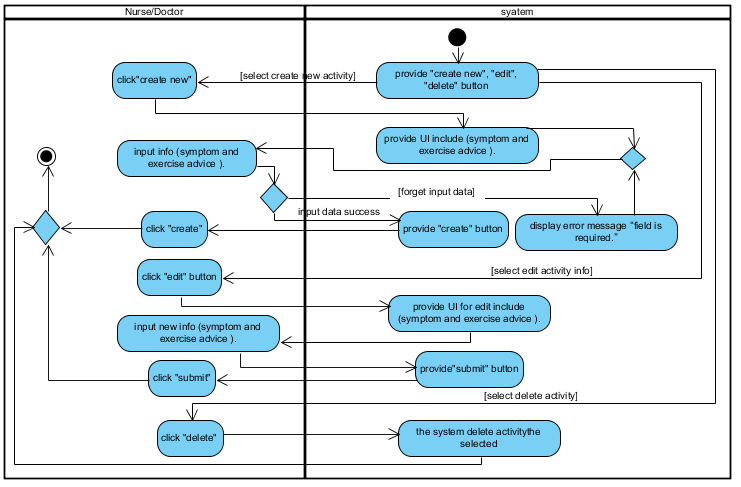 Nurse/Doctor
syatem
click"create new"
[select create new activity]
provide "create new", "edit",
"delete" button
input info (symptom and
exercise advice ).
provide UI include (symptom and
exercise advice ).
[forget input data]
input data success
click "create"
provide "create" button
display error message "field is
required."
click "edit" button
[select edit activity info]
provide UI for edit include
(symptom and exercise advice ).
input new info (symptom and
exercise advice ).
click "submit"
provide"submit" button
[select delete activity]
click "delete"
the system delete activitythe
selected